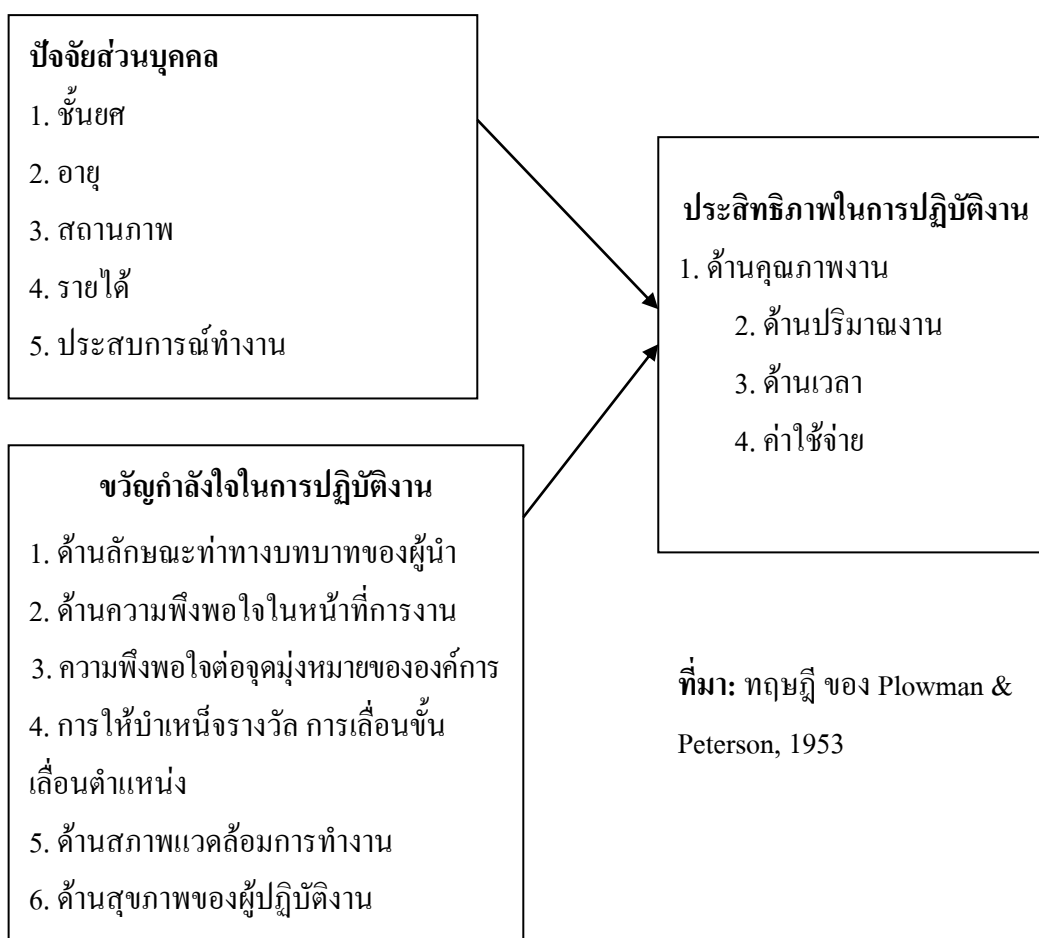 ปัจจัยส่วนบุคคล
1. ชั้นยศ
2. อายุ
3. สถานภาพ
4. รายได้
5. ประสบการณ์ทำงาน
ขวัญกำลังใจในการปฏิบัติงาน
1. ด้านลักษณะท่าทางบทบาทของผู้นำ
2. ด้านความพึงพอใจในหน้าที่การงาน
3. ความพึงพอใจต่อจุดมุ่งหมายขององค์การ
4. การให้บำเหน็จรางวัล การเลื่อนขั้น
เลื่อนตำแหน่ง
5. ด้านสภาพแวดล้อมการทำงาน
6. ด้านสุขภาพของผู้ปฏิบัติงาน
ประสิทธิภาพในการปฏิบัติงาน
1. ด้านคุณภาพงาน
2. ด้านปริมาณงาน
3. ด้านเวลา
4. ค่าใช้จ่าย
ที่มา: ทฤษฎี ของ Plowman &
Peterson, 1953